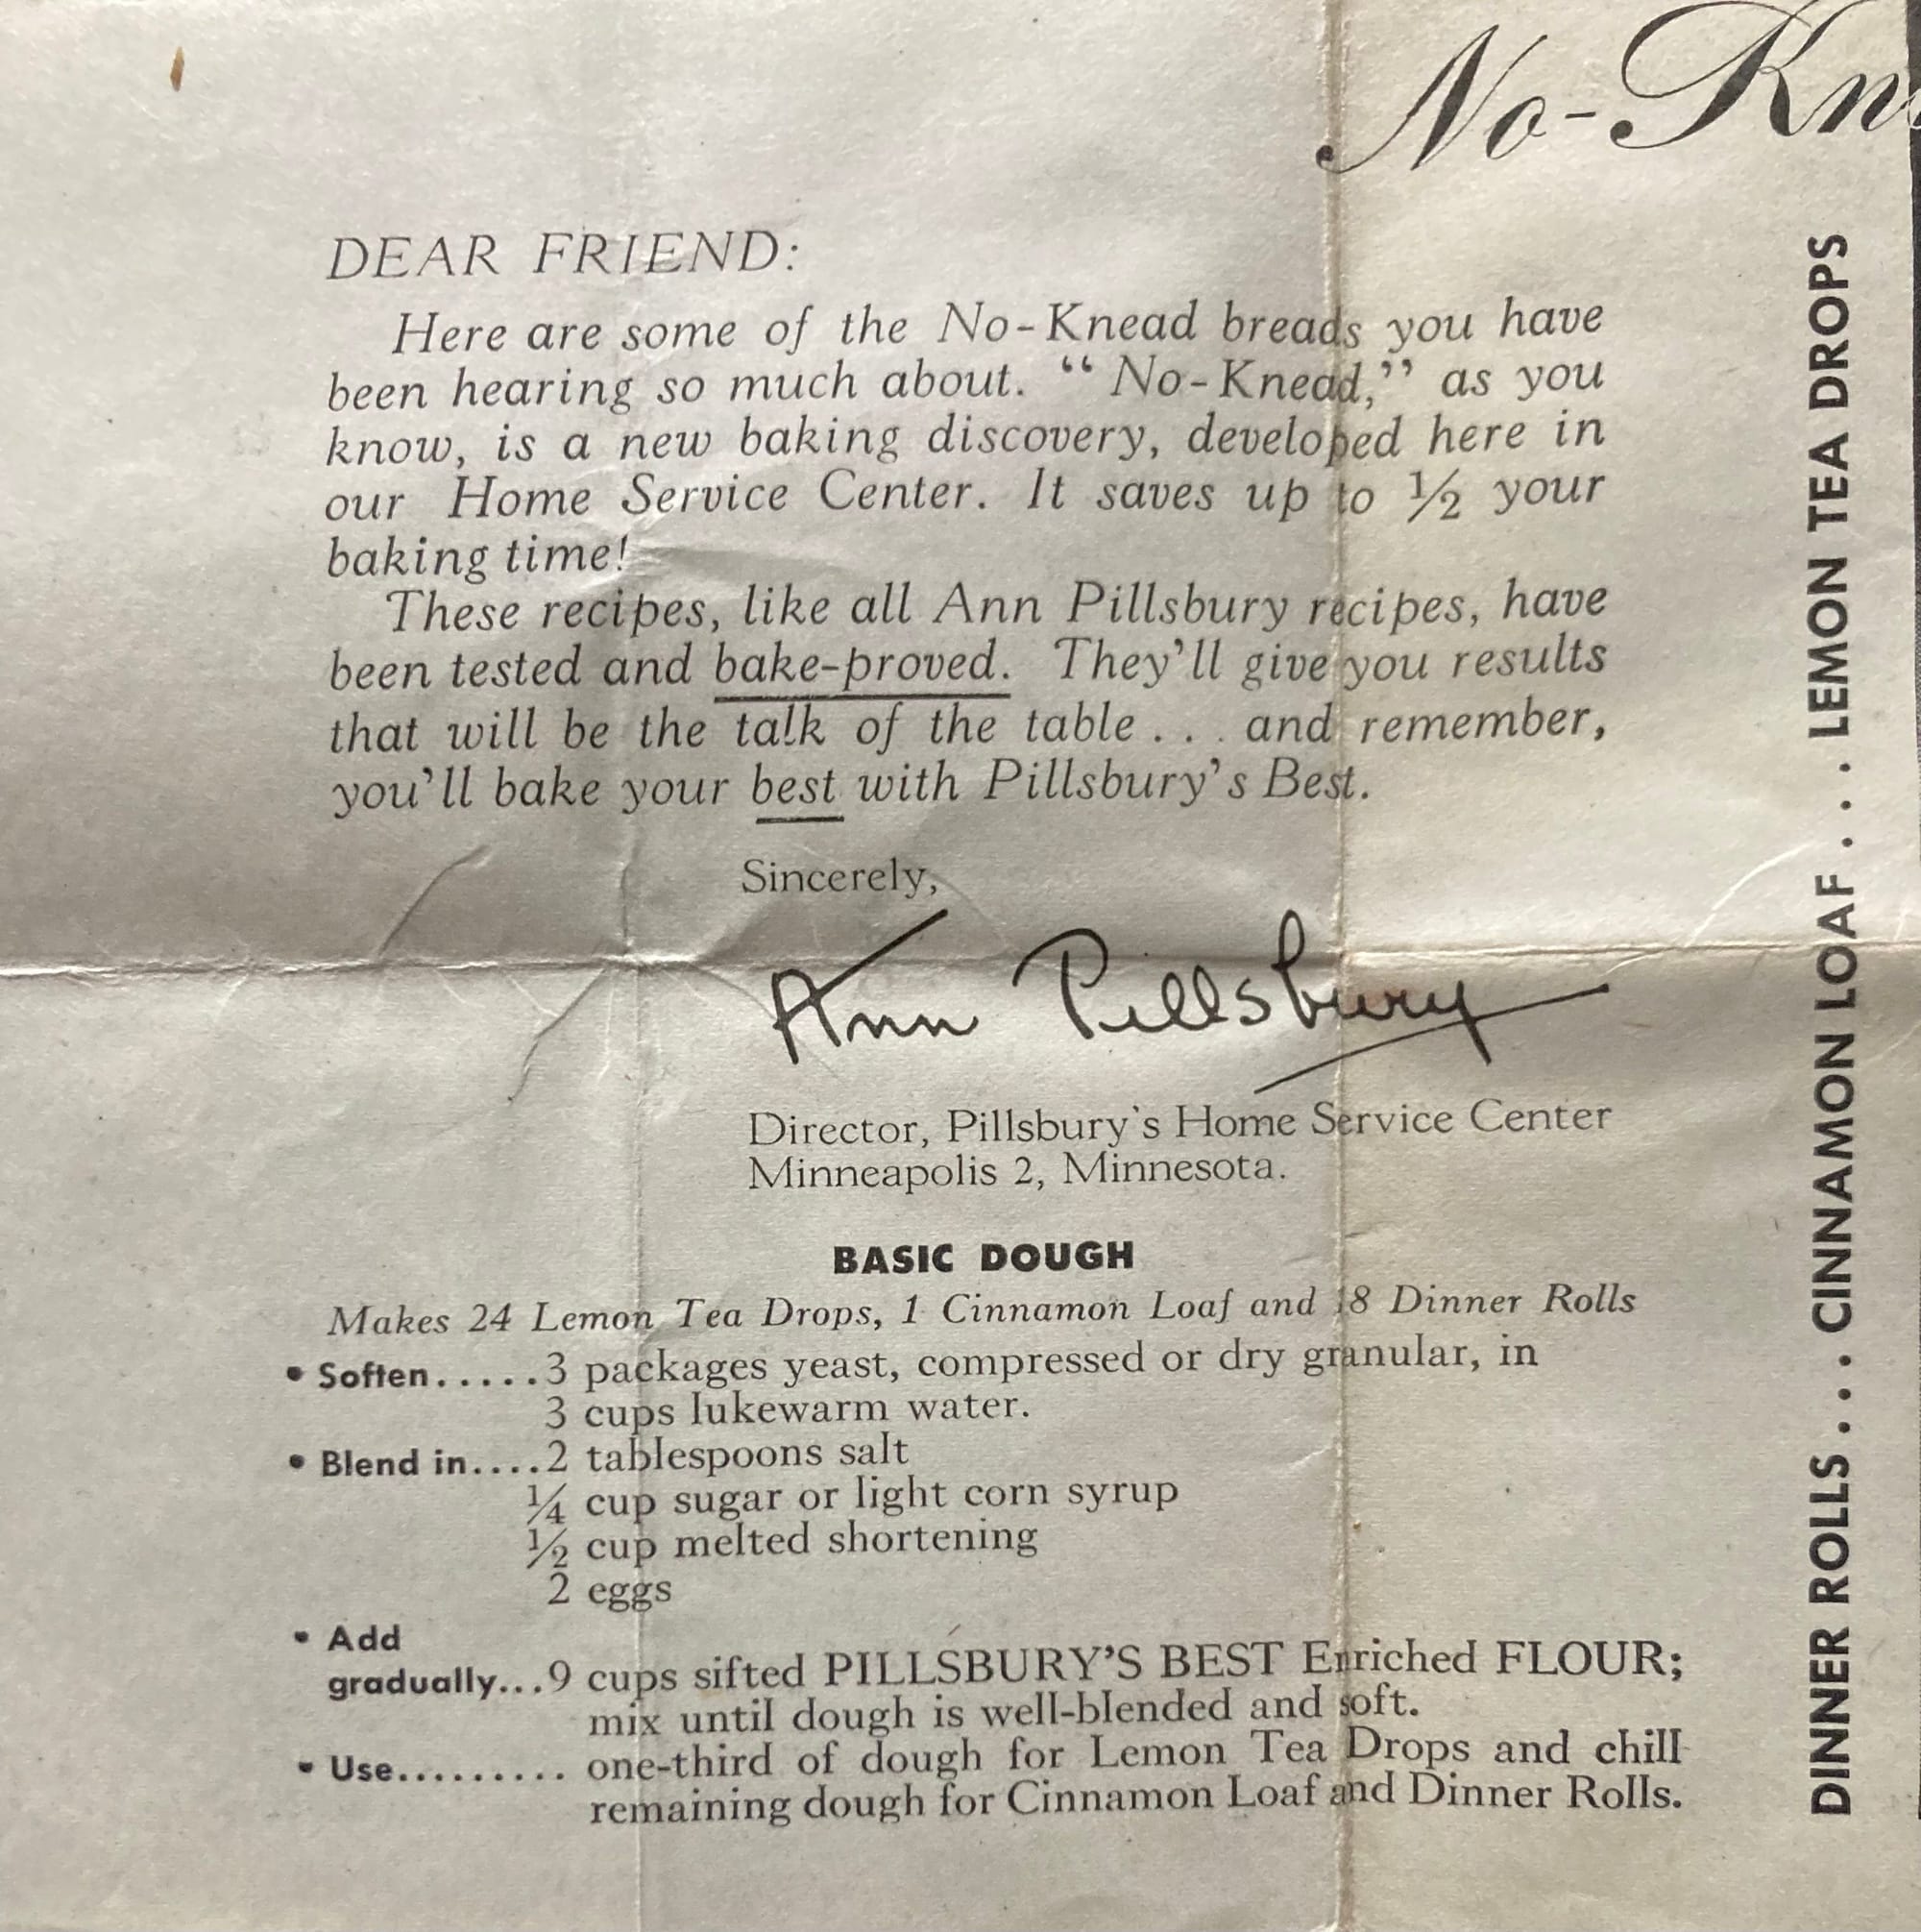 No-Kn
DEAR FRIEND:
Here are some of the No-Knead breads you have
been hearing so much about. “No-Knead,” as you
know, is a new baking discovery, developed here in
our Home Service Center. It saves up to ½ your
baking time!
These recipes, like all Ann Pillsbury recipes, have
been tested and bake-proved. They’ll give you results
that will be the talk of the table . . . and remember,
you’ll bake your best with Pillsbury’s Best.
Sincerely,
Ann Pillsbury
Director, Pillsbury’s Home Service Center
Minneapolis 2, Minnesota.
BASIC DOUGH
Makes 24 Lemon Tea Drops, 1 Cinnamon Loaf and 18 Dinner Rolls
• Soften.....3 packages yeast, compressed or dry granular, in
3 cups lukewarm water.
• Blend in....2 tablespoons salt
¼ cup sugar or light corn syrup
½ cup melted shortening
2 eggs
• Add
gradually...9 cups sifted PILLSBURY’S BEST Enriched FLOUR;
mix until dough is well-blended and soft.
• Use......... one-third of dough for Lemon Tea Drops and chill
remaining dough for Cinnamon Loaf and Dinner Rolls.
DINNER ROLLS... CINNAMON LOAF... LEMON TEA DROPS